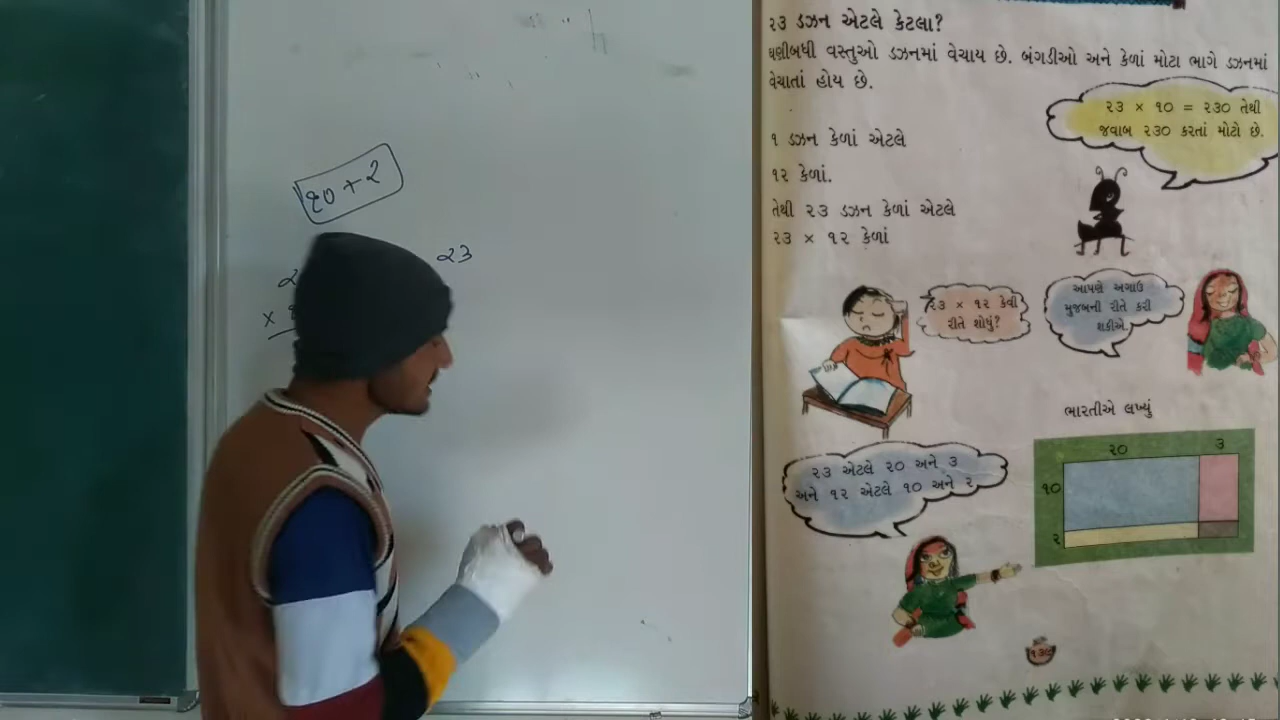 ૧૦ + ૨
૨૩
×
૨૩ ડઝન એટલે કેટલા?
ઘણીબધી વસ્તુઓ ડઝનમાં વેચાય છે. બંગડીઓ અને કેળાં મોટા ભાગે ડઝનમાં
વેચાતાં હોય છે.
૨૩ × ૧૦ = ૨૩૦ તેથી
જવાબ ૨૩૦ કરતાં મોટો છે.
૧ ડઝન કેળાં એટલે
૧૨ કેળાં.
તેથી ૨૩ ડઝન કેળાં એટલે
૨૩ × ૧૨ કેળાં
૨૩ × ૧૨ કેવી
રીતે શોધું?
આપણે અગાઉ
મુજબની રીતે કરી
શકીએ.
ભારતીએ લખ્યું
૨૩ એટલે ૨૦ અને ૩
અને ૧૨ એટલે ૧૦ અને ૨
૨૦ ૩
૧૦
૨